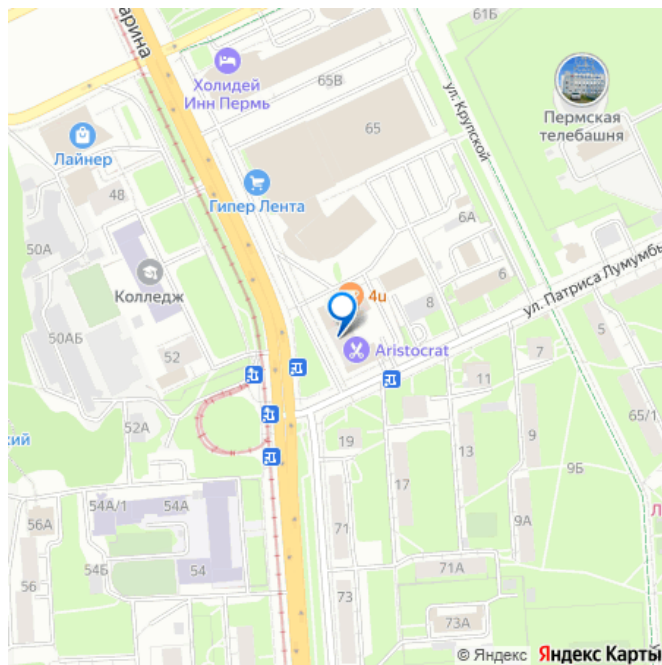 арина
61Б
Холидей
Инн Пермь
65В
ул. Крупской
65
Пермская
телебашня
Лайнер
48
Гипер Лента
50А
6А
Колледж
6
ул. Патриса Лумумбы
4u
8
50АБ
5
52
Aristocrat
7
11
52А
65/1
ский
19
9
13
9Б
17
54А/1
54А
Л
56А
9А
71
54Б
54
71А
56
73
73А
© Яндекс
Яндекс Карты